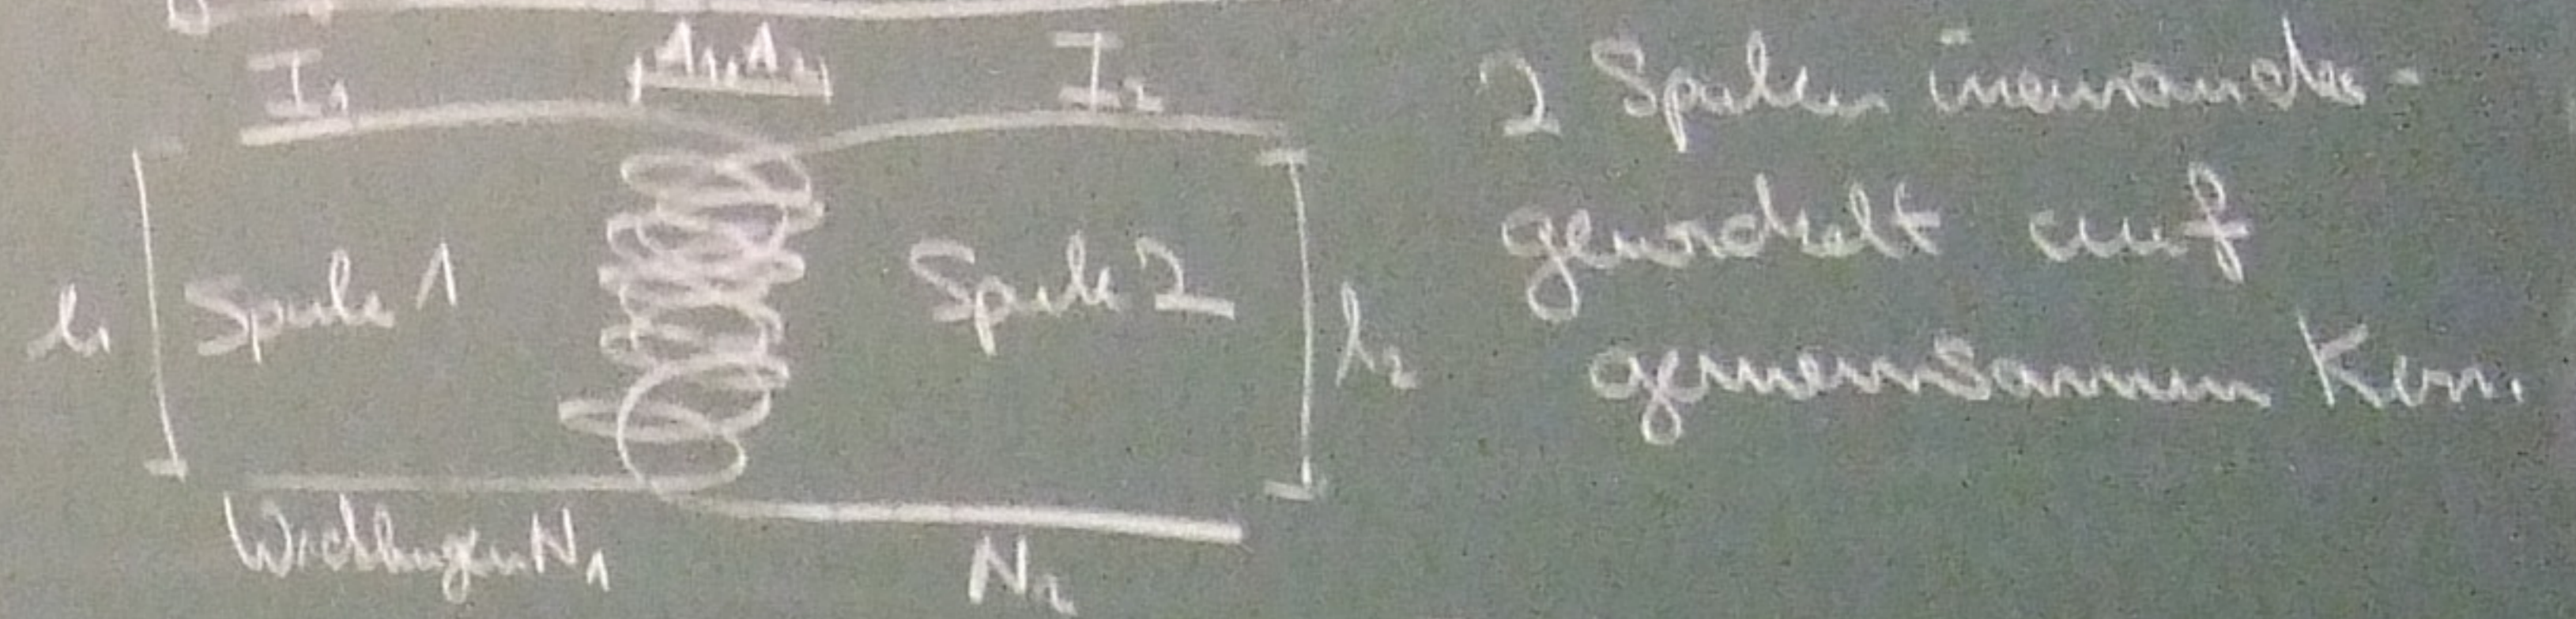 I₁ A₁, A₂ I₂
2 Spulen ineinander-
gewickelt auf
gemeinsamen Kern.
l₁ Spule 1 Spule 2 l₂
Wicklungen N₁ N₂